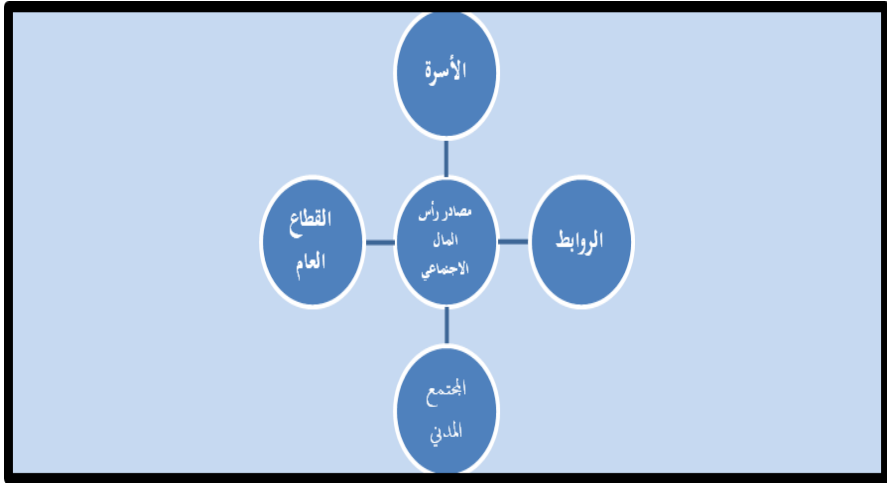 الأسرة
الروابط
مصادر رأس
المال
الاجتماعي
القطاع
العام
المجتمع
المدني